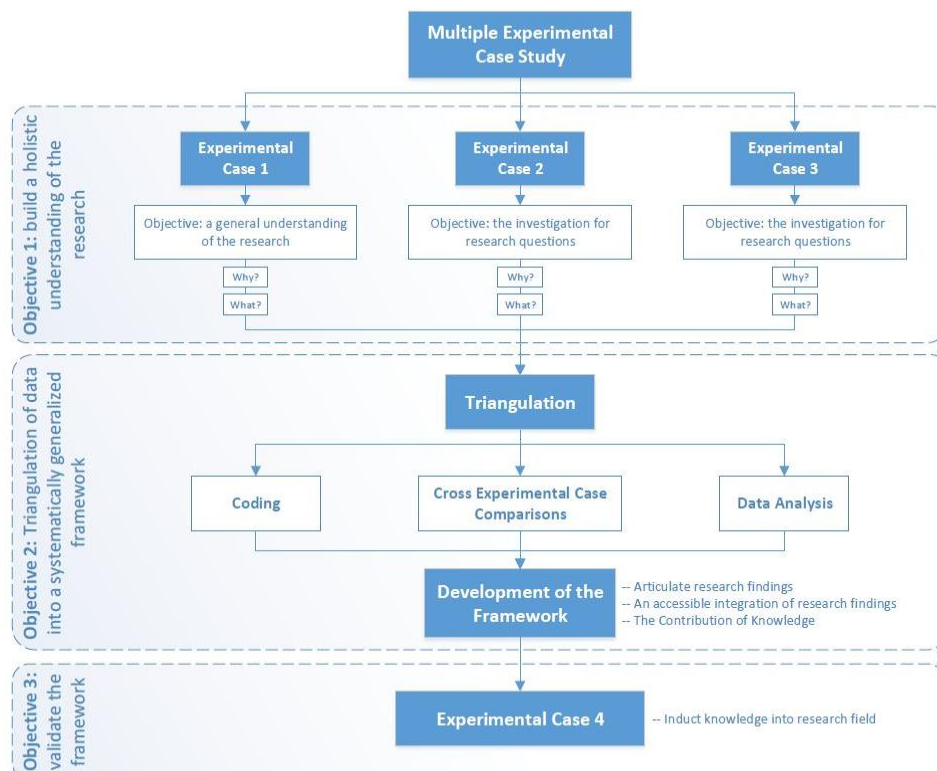 Multiple Experimental
Case Study
Objective 1: build a holistic
understanding of the
research
Experimental
Case 1
Experimental
Case 2
Experimental
Case 3
Objective: a general understanding
of the research
Objective: the investigation for
research questions
Objective: the investigation for
research questions
Why?
Why?
Why?
What?
What?
What?
Objective 2: Triangulation of data
into a systematically generalized
framework
Triangulation
Coding
Cross Experimental Case
Comparisons
Data Analysis
Development of the
Framework
-- Articulate research findings
-- An accessible integration of research findings
-- The Contribution of Knowledge
Objective 3:
validate the
framework
Experimental Case 4
-- Induct knowledge into research field